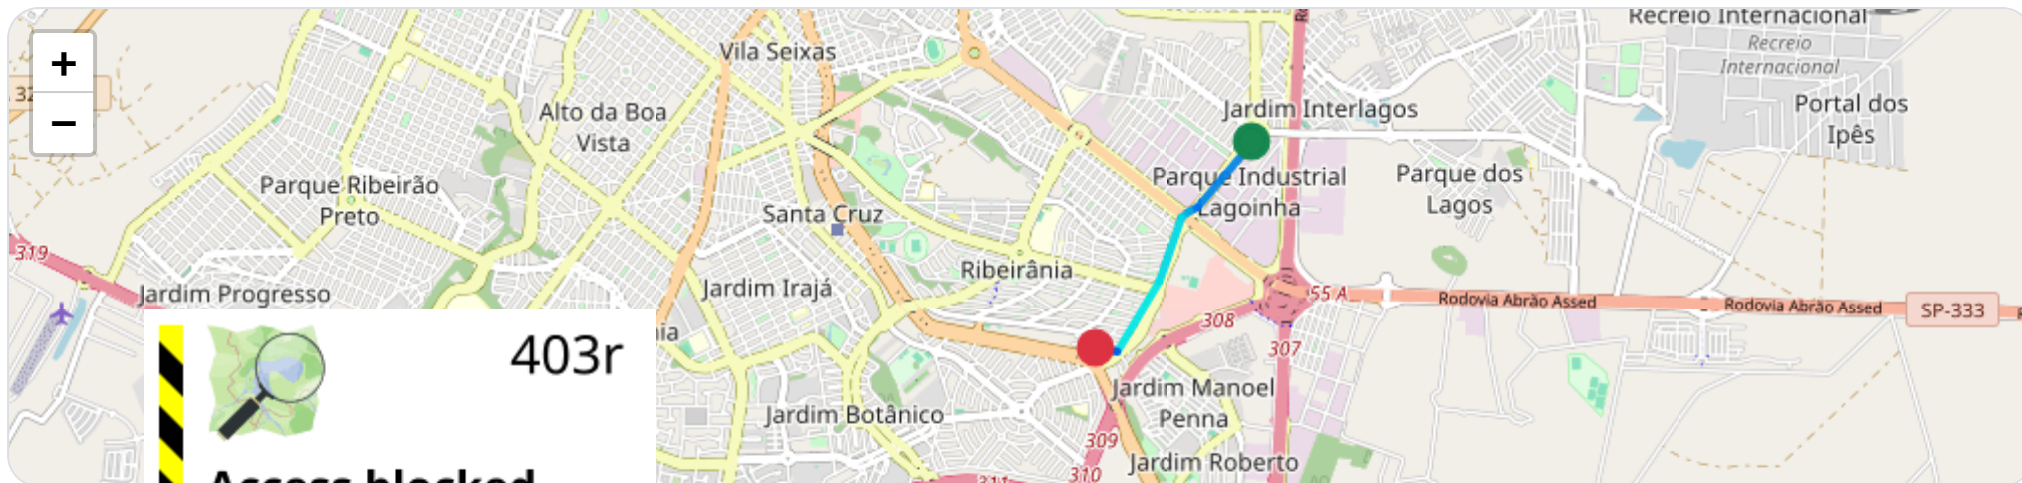 Recreio Internacional
Recreio
Internacional
+
−
32
Vila Seixas
Alto da Boa
Vista
Jardim Interlagos
Portal dos
Ipês
Parque Ribeirão
Preto
Santa Cruz
Parque Industrial
Lagoinha
Parque dos
Lagos
319
Jardim Progresso
Jardim Irajá
Ribeirânia
308
55 A
Rodovia Abrão Assed
Rodovia Abrão Assed
SP-333
307
403r
Jardim Botânico
Jardim Manoel
Penna
309
310
311
Jardim Roberto
Access blocked